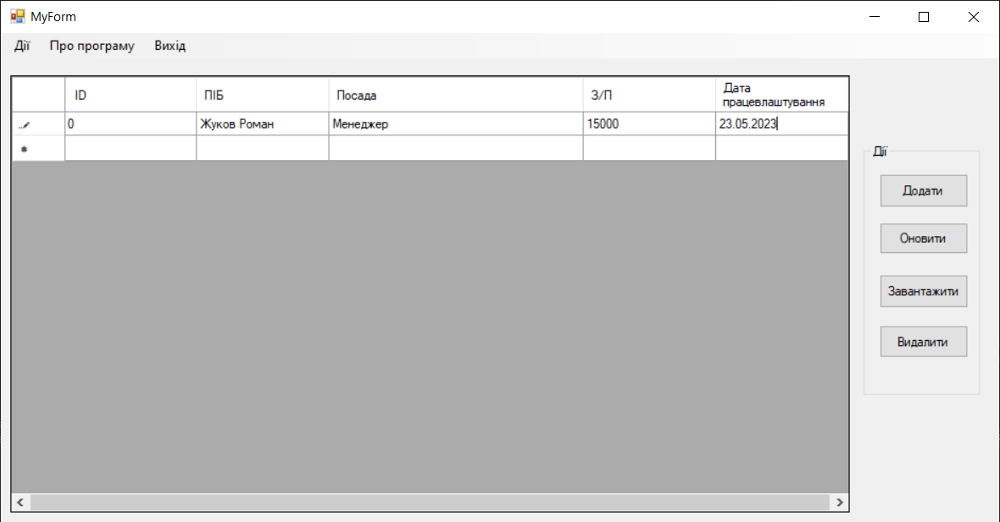 MyForm
Дії Про програму Вихід
ID ПІБ Посада З/П Дата
працевлаштування
0 Жуков Роман Менеджер 15000 23.05.2023
Дії
Додати
Оновити
Завантажити
Видалити